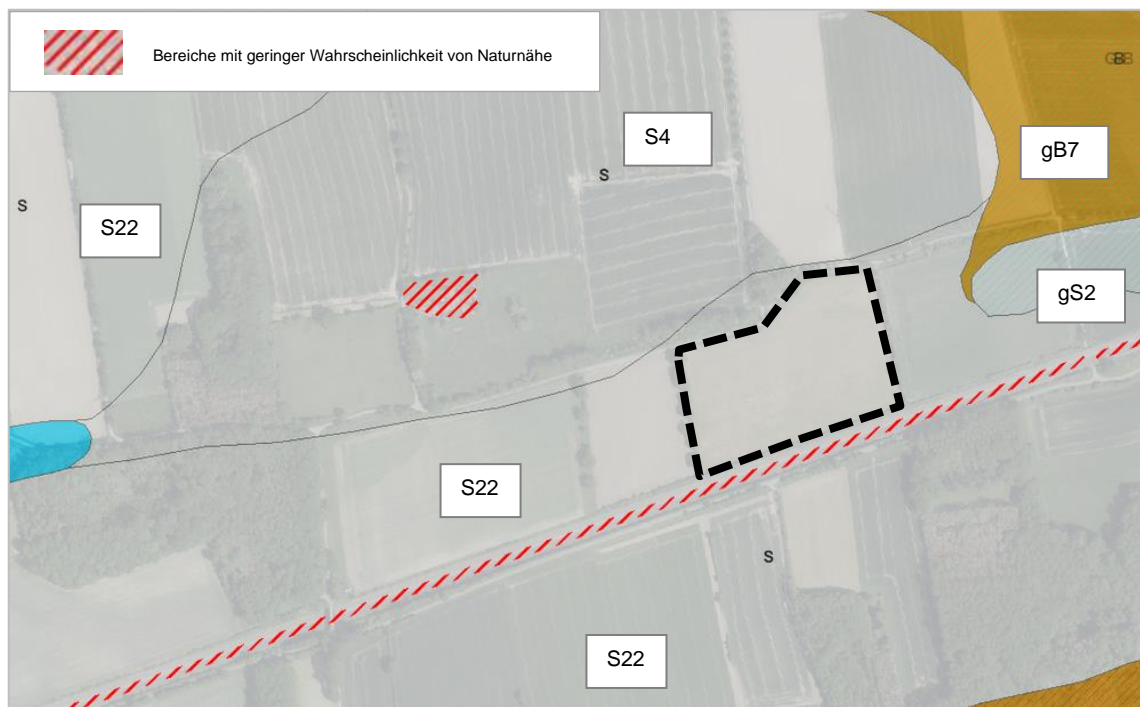 Bereiche mit geringer Wahrscheinlichkeit von Naturnähe
S4
gB7
S
S
S22
gS2
S22
S
S22